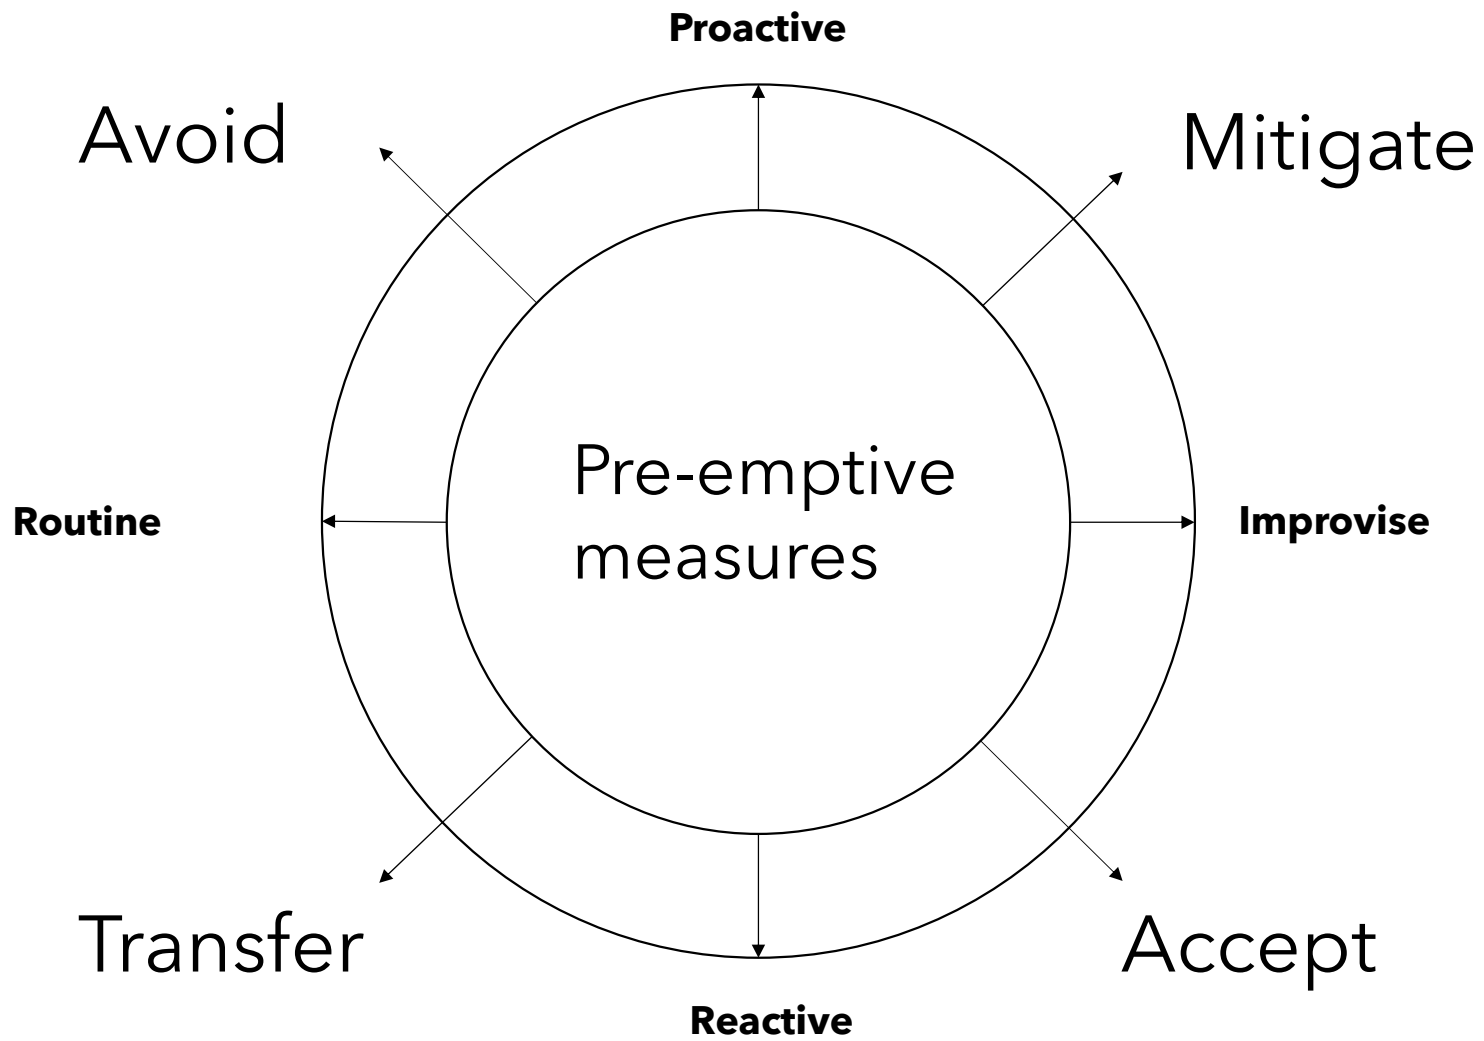 Proactive
Avoid
Mitigate
Pre-emptive
measures
Routine
Improvise
Transfer
Accept
Reactive